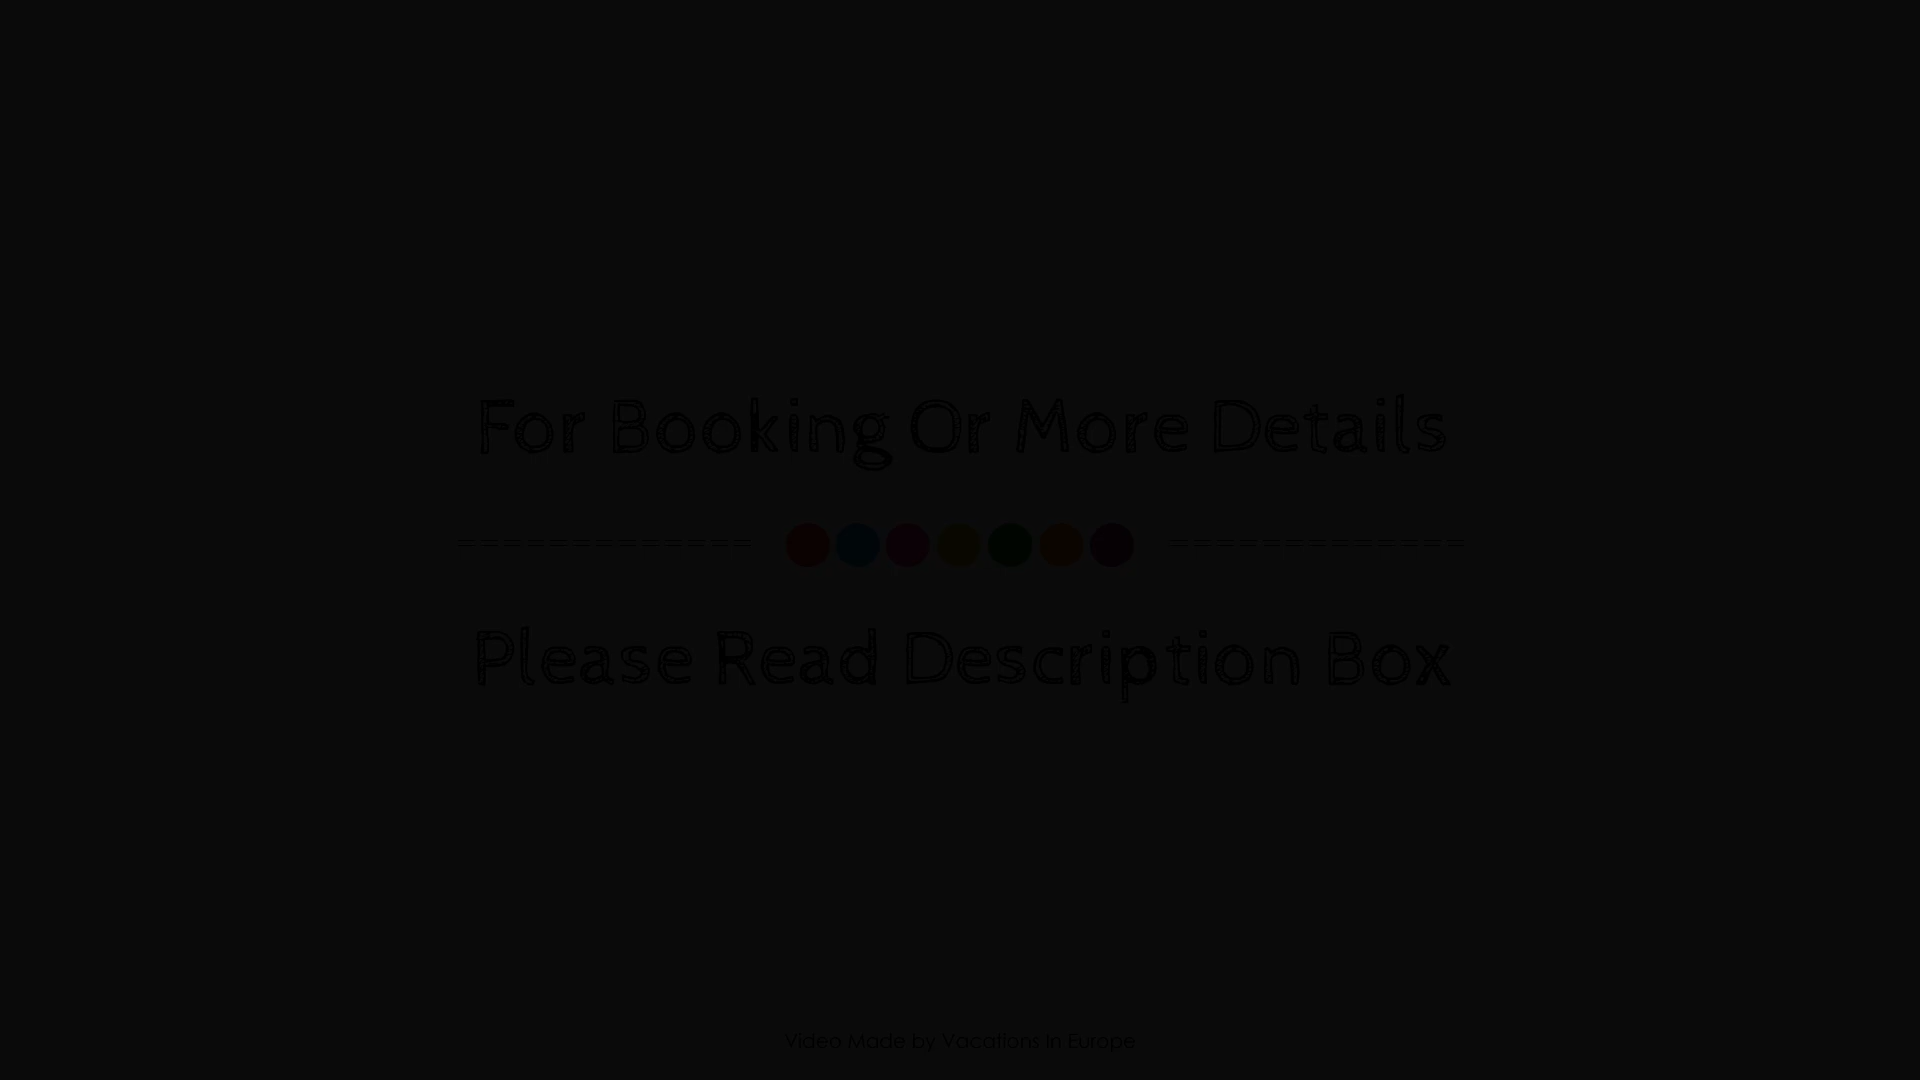 For Booking Or More Details
Please Read Description Box
Video Made by Vacations In Europe